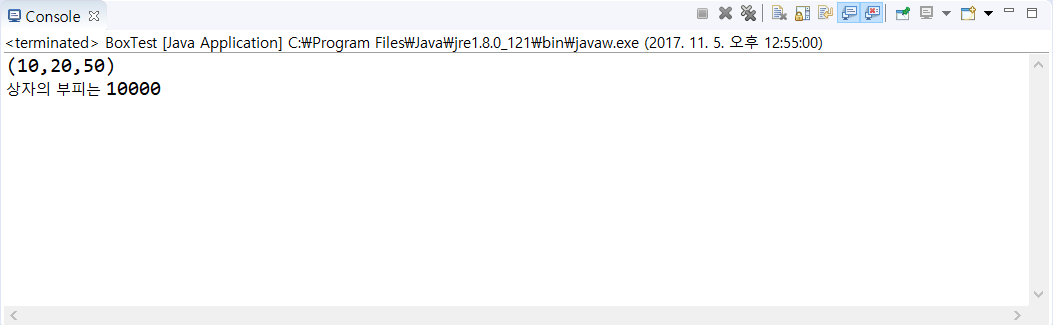 Console
<terminated> BoxTest [Java Application] C:₩Program Files₩Java₩jre1.8.0_121₩bin₩javaw.exe (2017. 11. 5. 오후 12:55:00)
(10,20,50)
상자의 부피는 10000